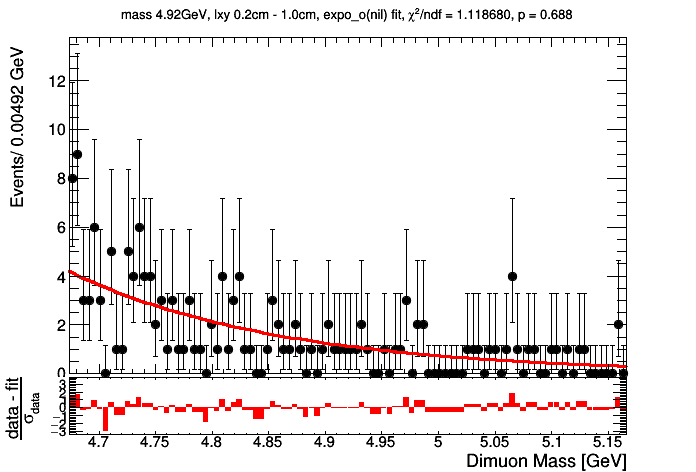 mass 4.92GeV, lxy 0.2cm - 1.0cm, expo_o(nil) fit, χ²/ndf = 1.118680, p = 0.688
Events/ 0.00492 GeV
12
10
8
6
4
2
0
data - fit
σdata
3
2
1
0
−1
−2
−3
4.7 4.75 4.8 4.85 4.9 4.95 5 5.05 5.1 5.15
Dimuon Mass [GeV]